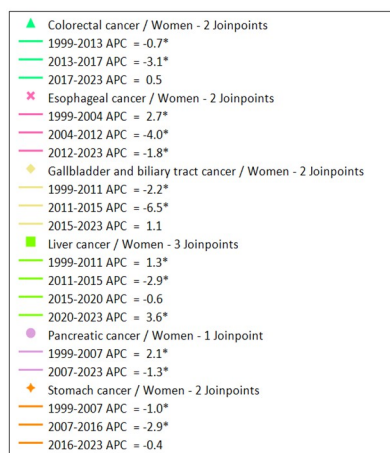 Colorectal cancer / Women - 2 Joinpoints
1999-2013 APC = -0.7*
2013-2017 APC = -3.1*
2017-2023 APC = 0.5
Esophageal cancer / Women - 2 Joinpoints
1999-2004 APC = 2.7*
2004-2012 APC = -4.0*
2012-2023 APC = -1.8*
Gallbladder and biliary tract cancer / Women - 2 Joinpoints
1999-2011 APC = -2.2*
2011-2015 APC = -6.5*
2015-2023 APC = 1.1
Liver cancer / Women - 3 Joinpoints
1999-2011 APC = 1.3*
2011-2015 APC = -2.9*
2015-2020 APC = -0.6
2020-2023 APC = 3.6*
Pancreatic cancer / Women - 1 Joinpoint
1999-2007 APC = 2.1*
2007-2023 APC = -1.3*
Stomach cancer / Women - 2 Joinpoints
1999-2007 APC = -1.0*
2007-2016 APC = -2.9*
2016-2023 APC = -0.4